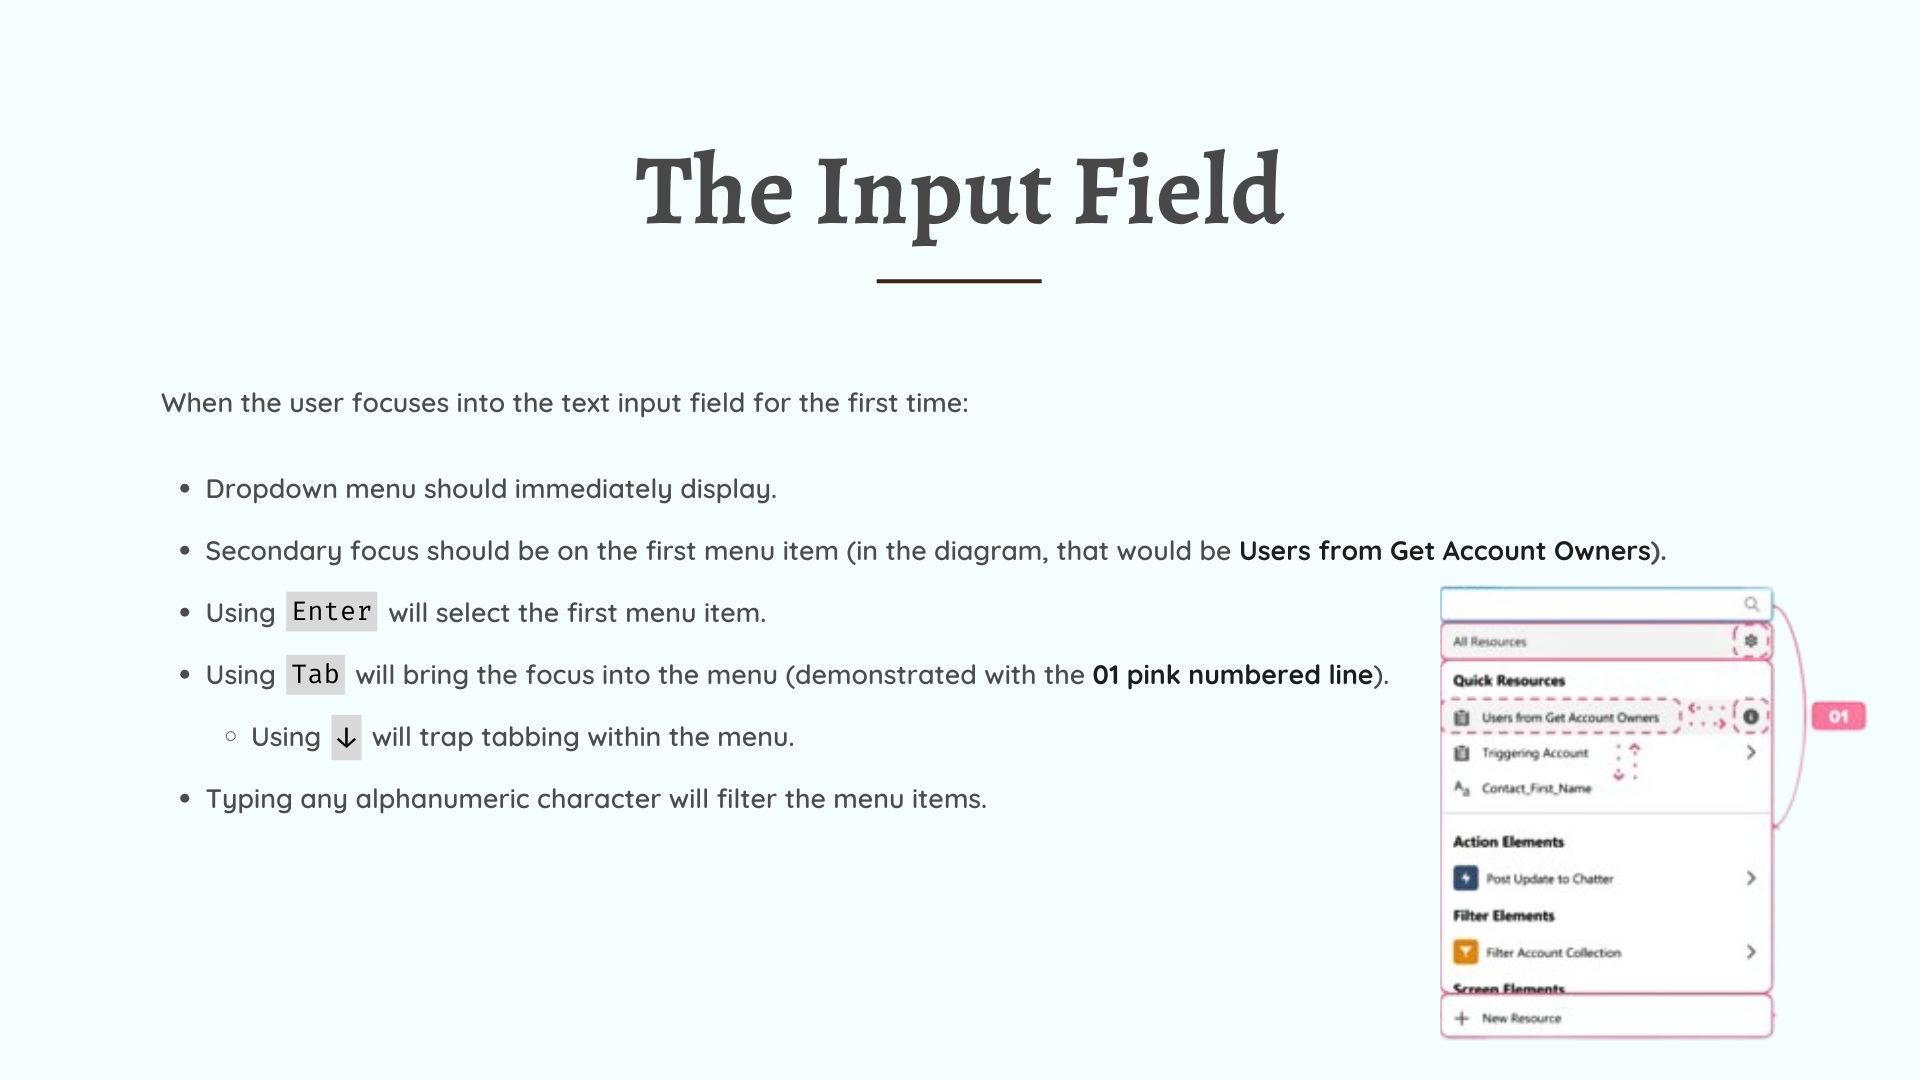 The Input Field
When the user focuses into the text input field for the first time:
• Dropdown menu should immediately display.
• Secondary focus should be on the first menu item (in the diagram, that would be Users from Get Account Owners).
• Using Enter will select the first menu item.
• Using Tab will bring the focus into the menu (demonstrated with the 01 pink numbered line).
○ Using ↓ will trap tabbing within the menu.
• Typing any alphanumeric character will filter the menu items.
All Resources
Quick Resources
Users from Get Account Owners
Triggering Account
Aa Contact_First_Name
Action Elements
Post Update to Chatter
Filter Elements
Filter Account Collection
Screen Elements
+ New Resource
01